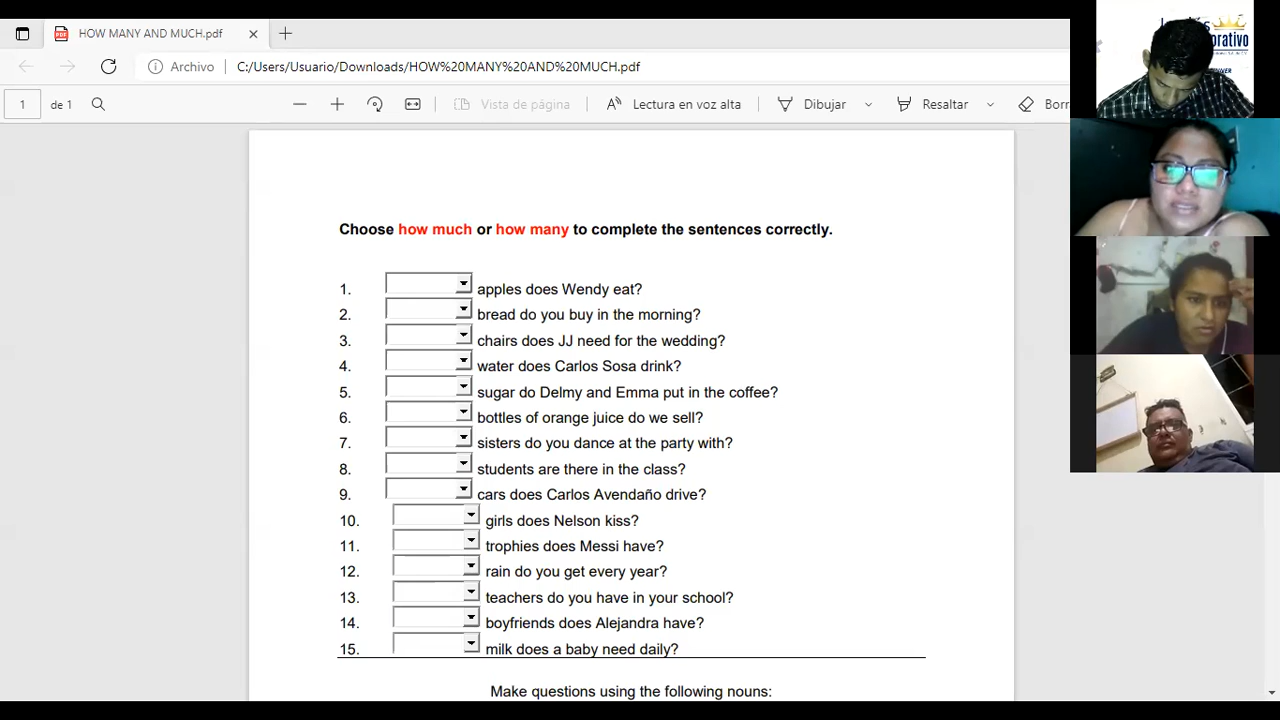 HOW MANY AND MUCH.pdf
Archivo C:/Users/Usuario/Downloads/HOW%20MANY%20AND%20MUCH.pdf
1 de 1 Vista de página Lectura en voz alta Dibujar Resaltar Borr
Choose how much or how many to complete the sentences correctly.
1. apples does Wendy eat?
2. bread do you buy in the morning?
3. chairs does JJ need for the wedding?
4. water does Carlos Sosa drink?
5. sugar do Delmy and Emma put in the coffee?
6. bottles of orange juice do we sell?
7. sisters do you dance at the party with?
8. students are there in the class?
9. cars does Carlos Avendaño drive?
10. girls does Nelson kiss?
11. trophies does Messi have?
12. rain do you get every year?
13. teachers do you have in your school?
14. boyfriends does Alejandra have?
15. milk does a baby need daily?
Make questions using the following nouns: